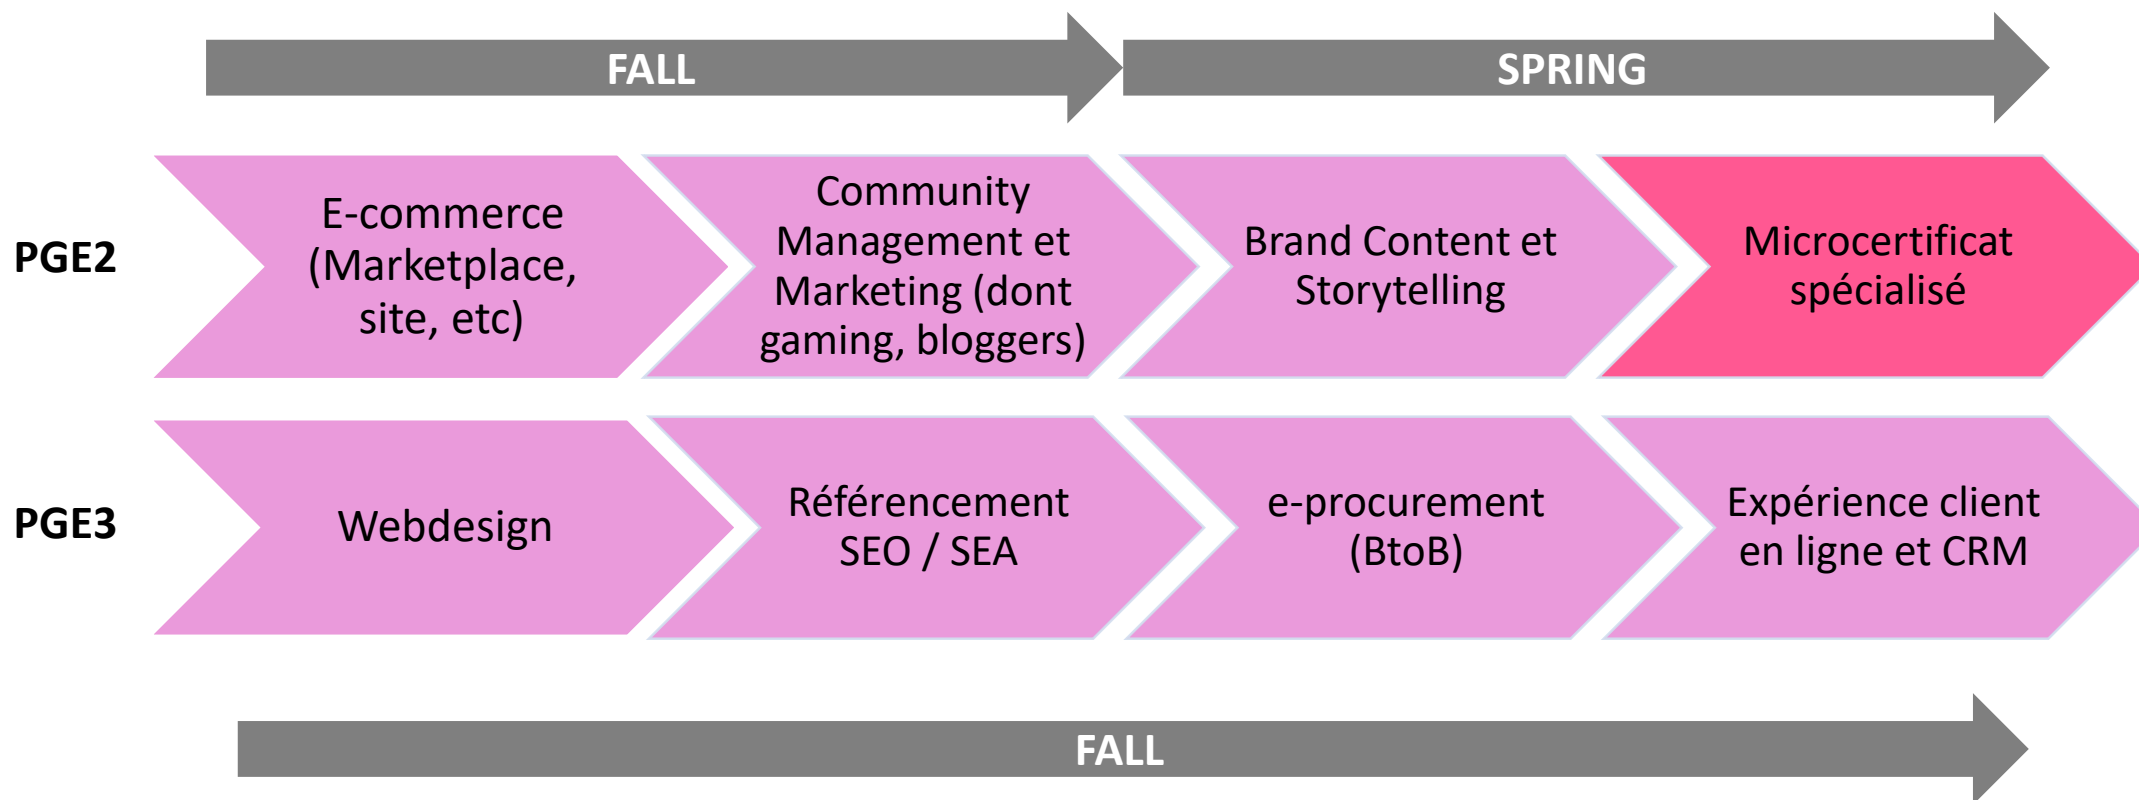 FALL
SPRING
PGE2
E-commerce
(Marketplace,
site, etc)
Community
Management et
Marketing (dont
gaming, bloggers)
Brand Content et
Storytelling
Microcertificat
spécialisé
PGE3
Webdesign
Référencement
SEO / SEA
e-procurement
(BtoB)
Expérience client
en ligne et CRM
FALL